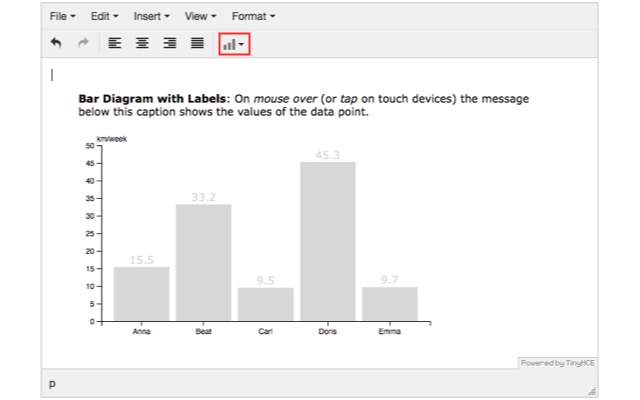 File Edit Insert View Format
Bar Diagram with Labels: On mouse over (or tap on touch devices) the message
below this caption shows the values of the data point.
km/week
50
45
40
35
30
25
20
15
10
5
0
15.5
33.2
9.5
45.3
9.7
Anna Beat Carl Doris Emma
Powered by TinyMCE
p